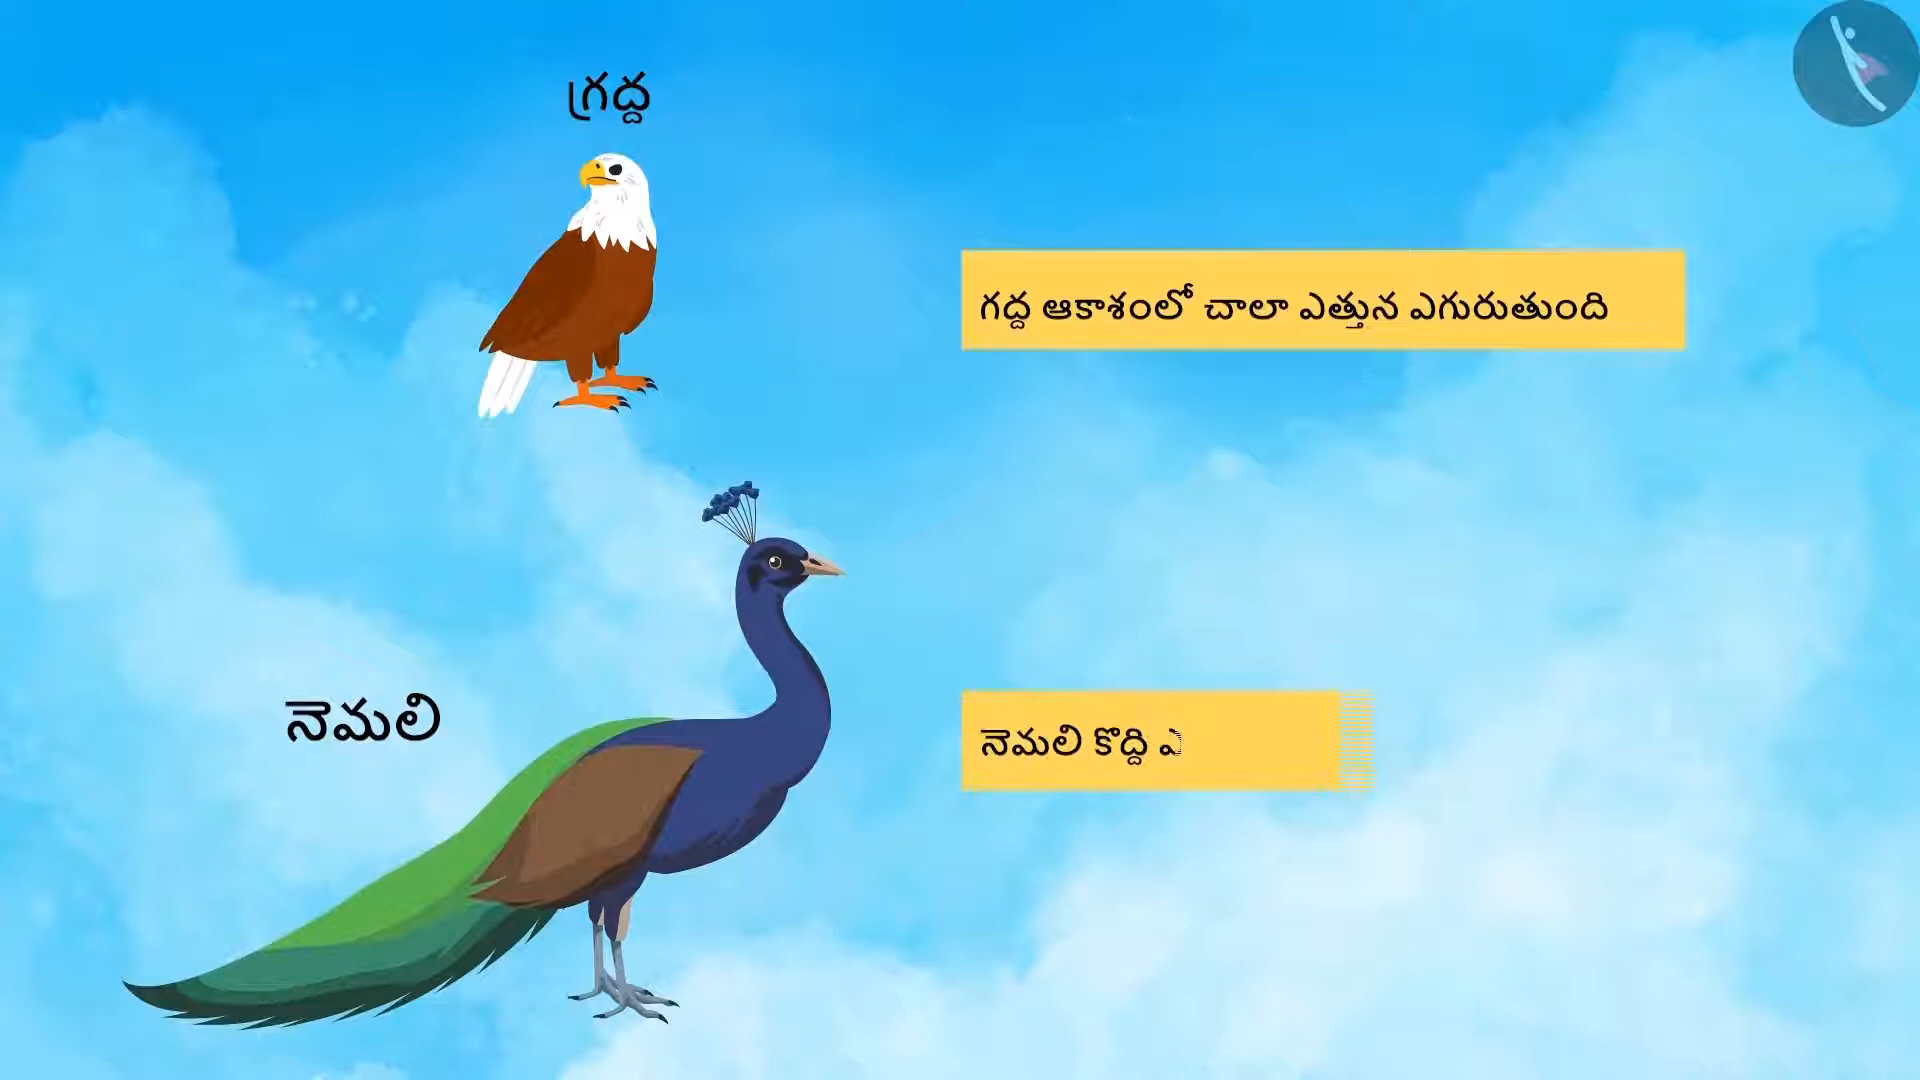 గ్రద్ద
గద్ద ఆకాశంలో చాలా ఎత్తున ఎగురుతుంది
నెమలి
నెమలి కొద్ది